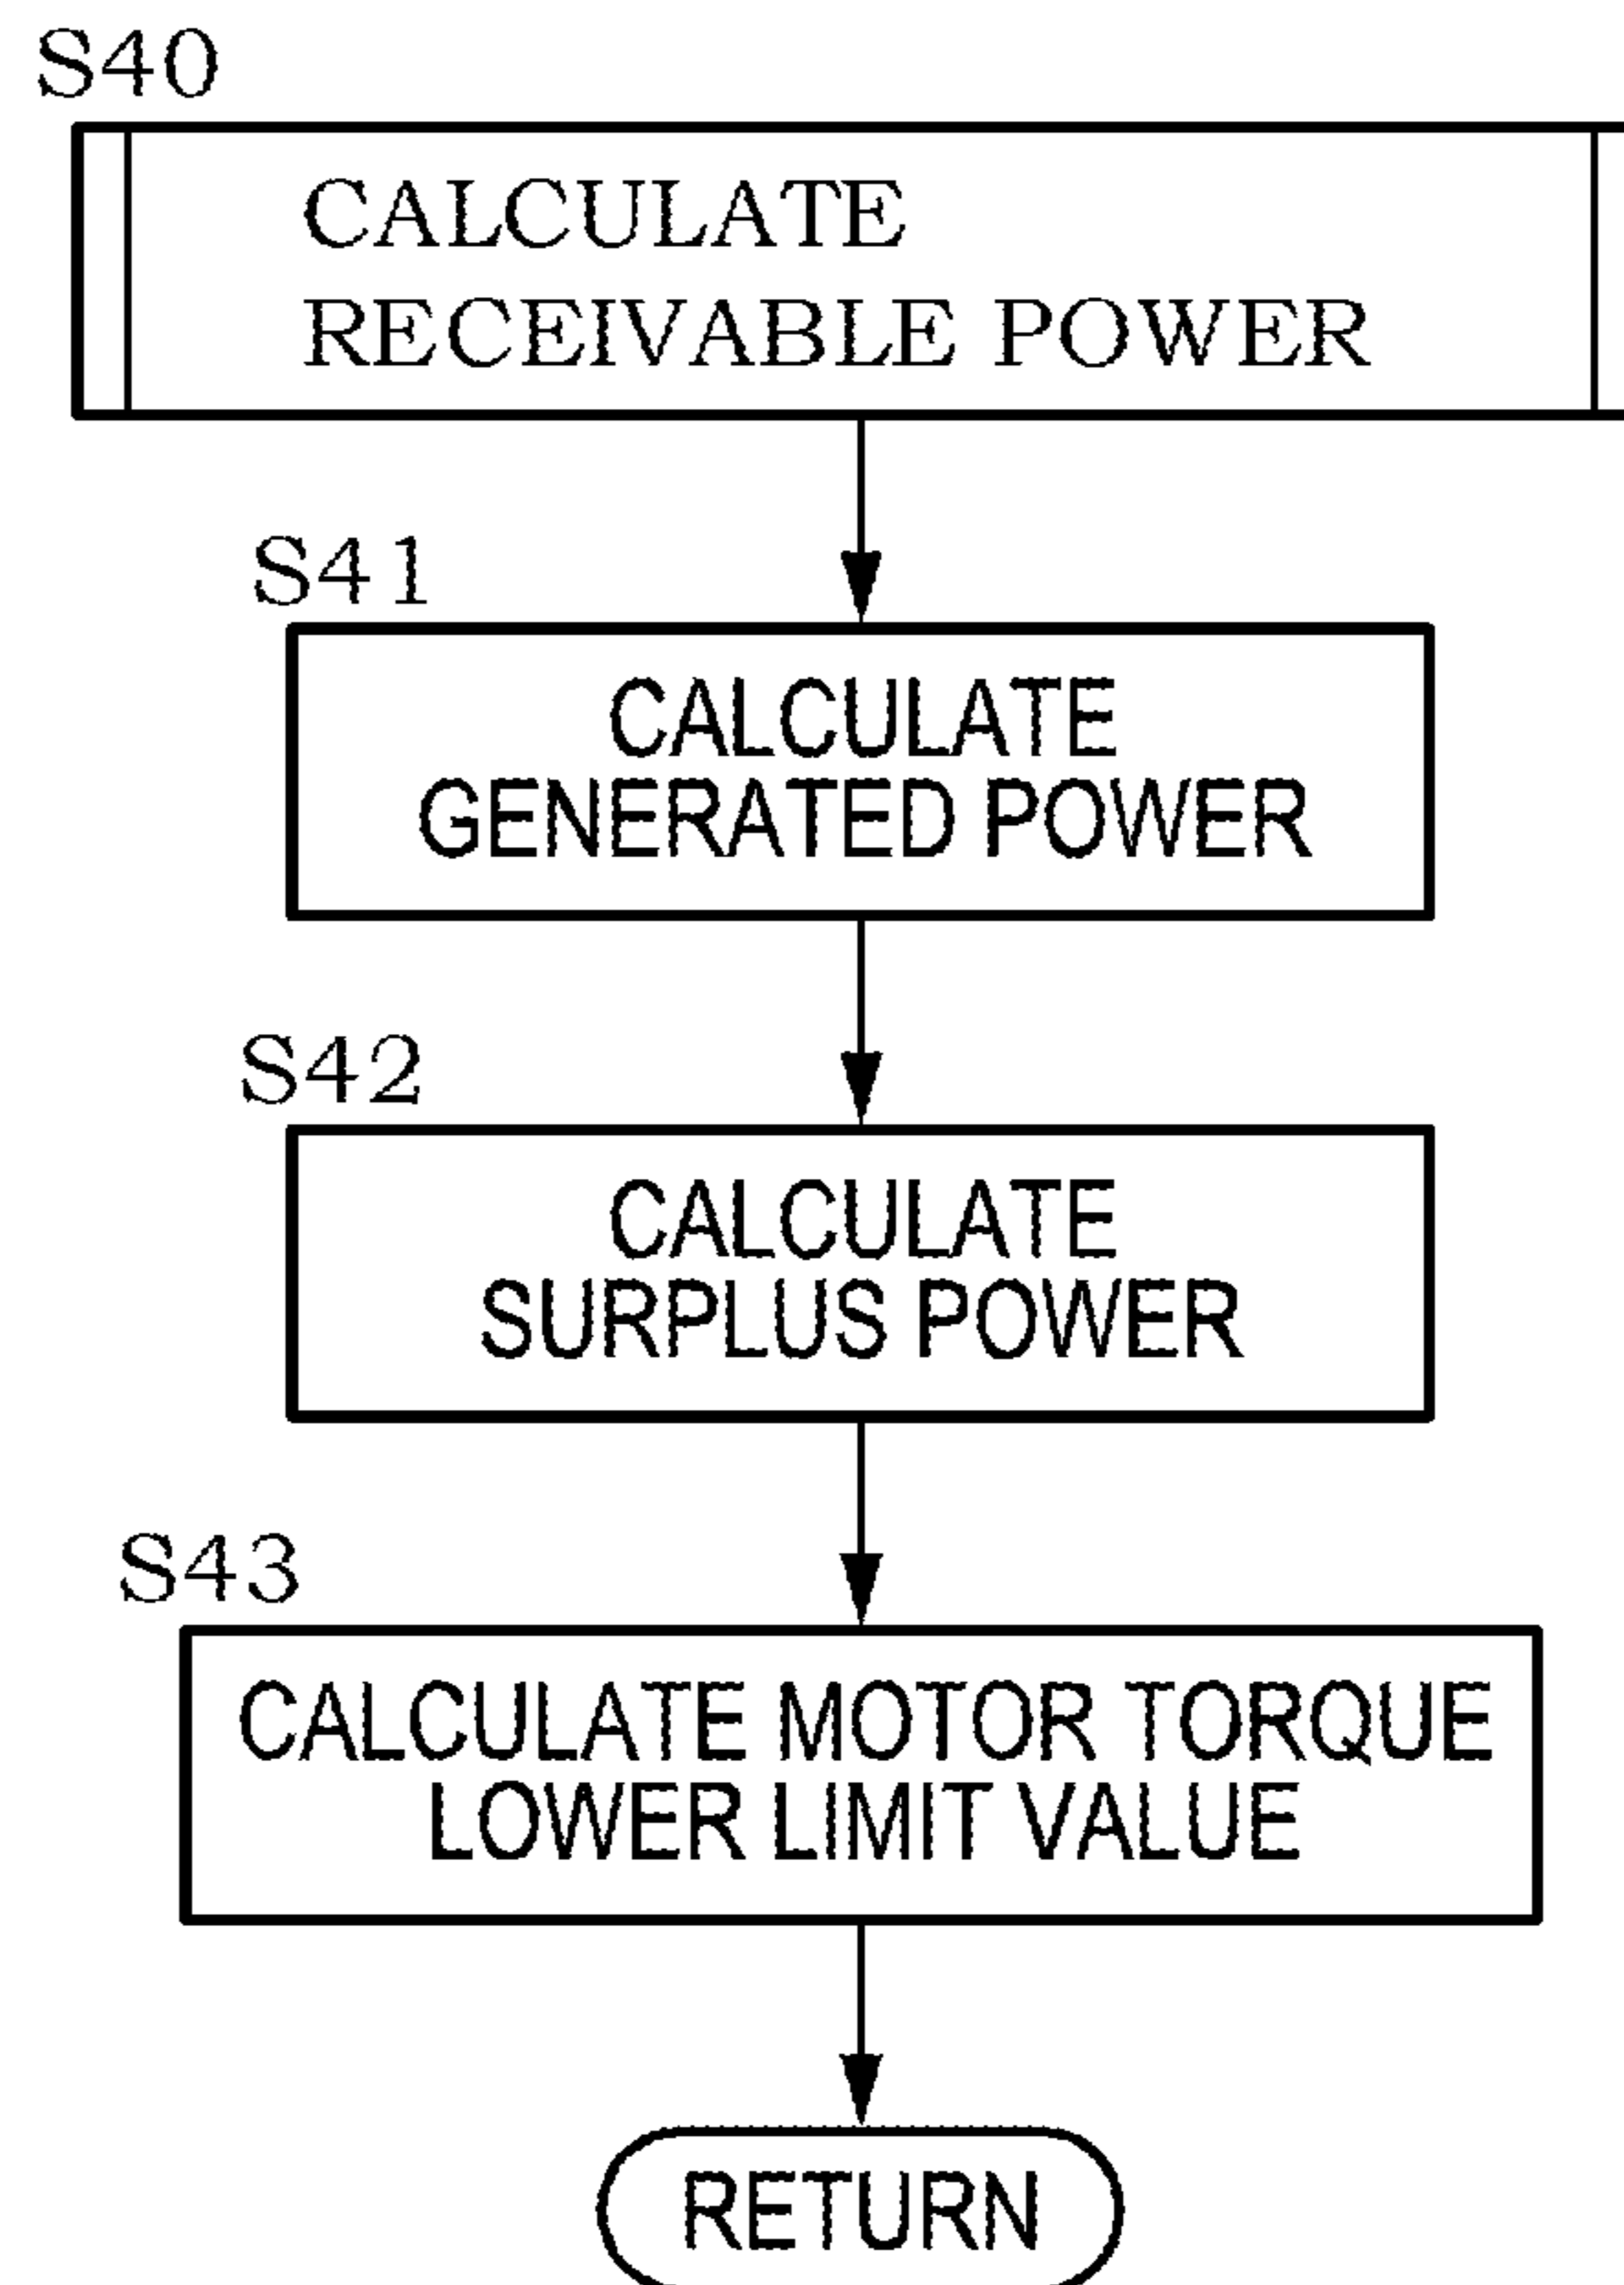 S40
CALCULATE
RECEIVABLE POWER
S41
CALCULATE
GENERATED POWER
S42
CALCULATE
SURPLUS POWER
S43
CALCULATE MOTOR TORQUE
LOWER LIMIT VALUE
RETURN